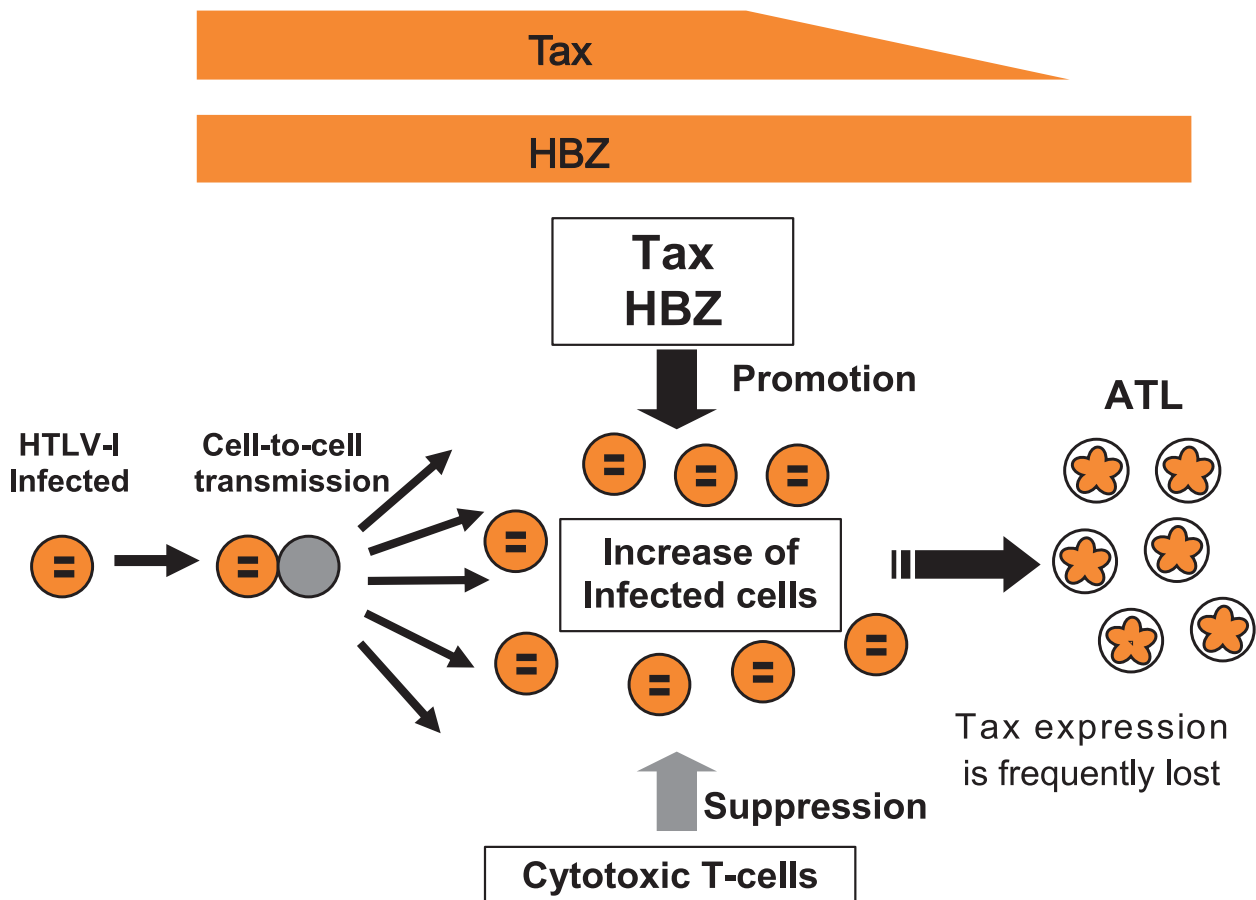 Tax
HBZ
Tax
HBZ
Promotion
ATL
HTLV-I
Infected
Cell-to-cell
transmission
Increase of
Infected cells
Tax expression
is frequently lost
Suppression
Cytotoxic T-cells